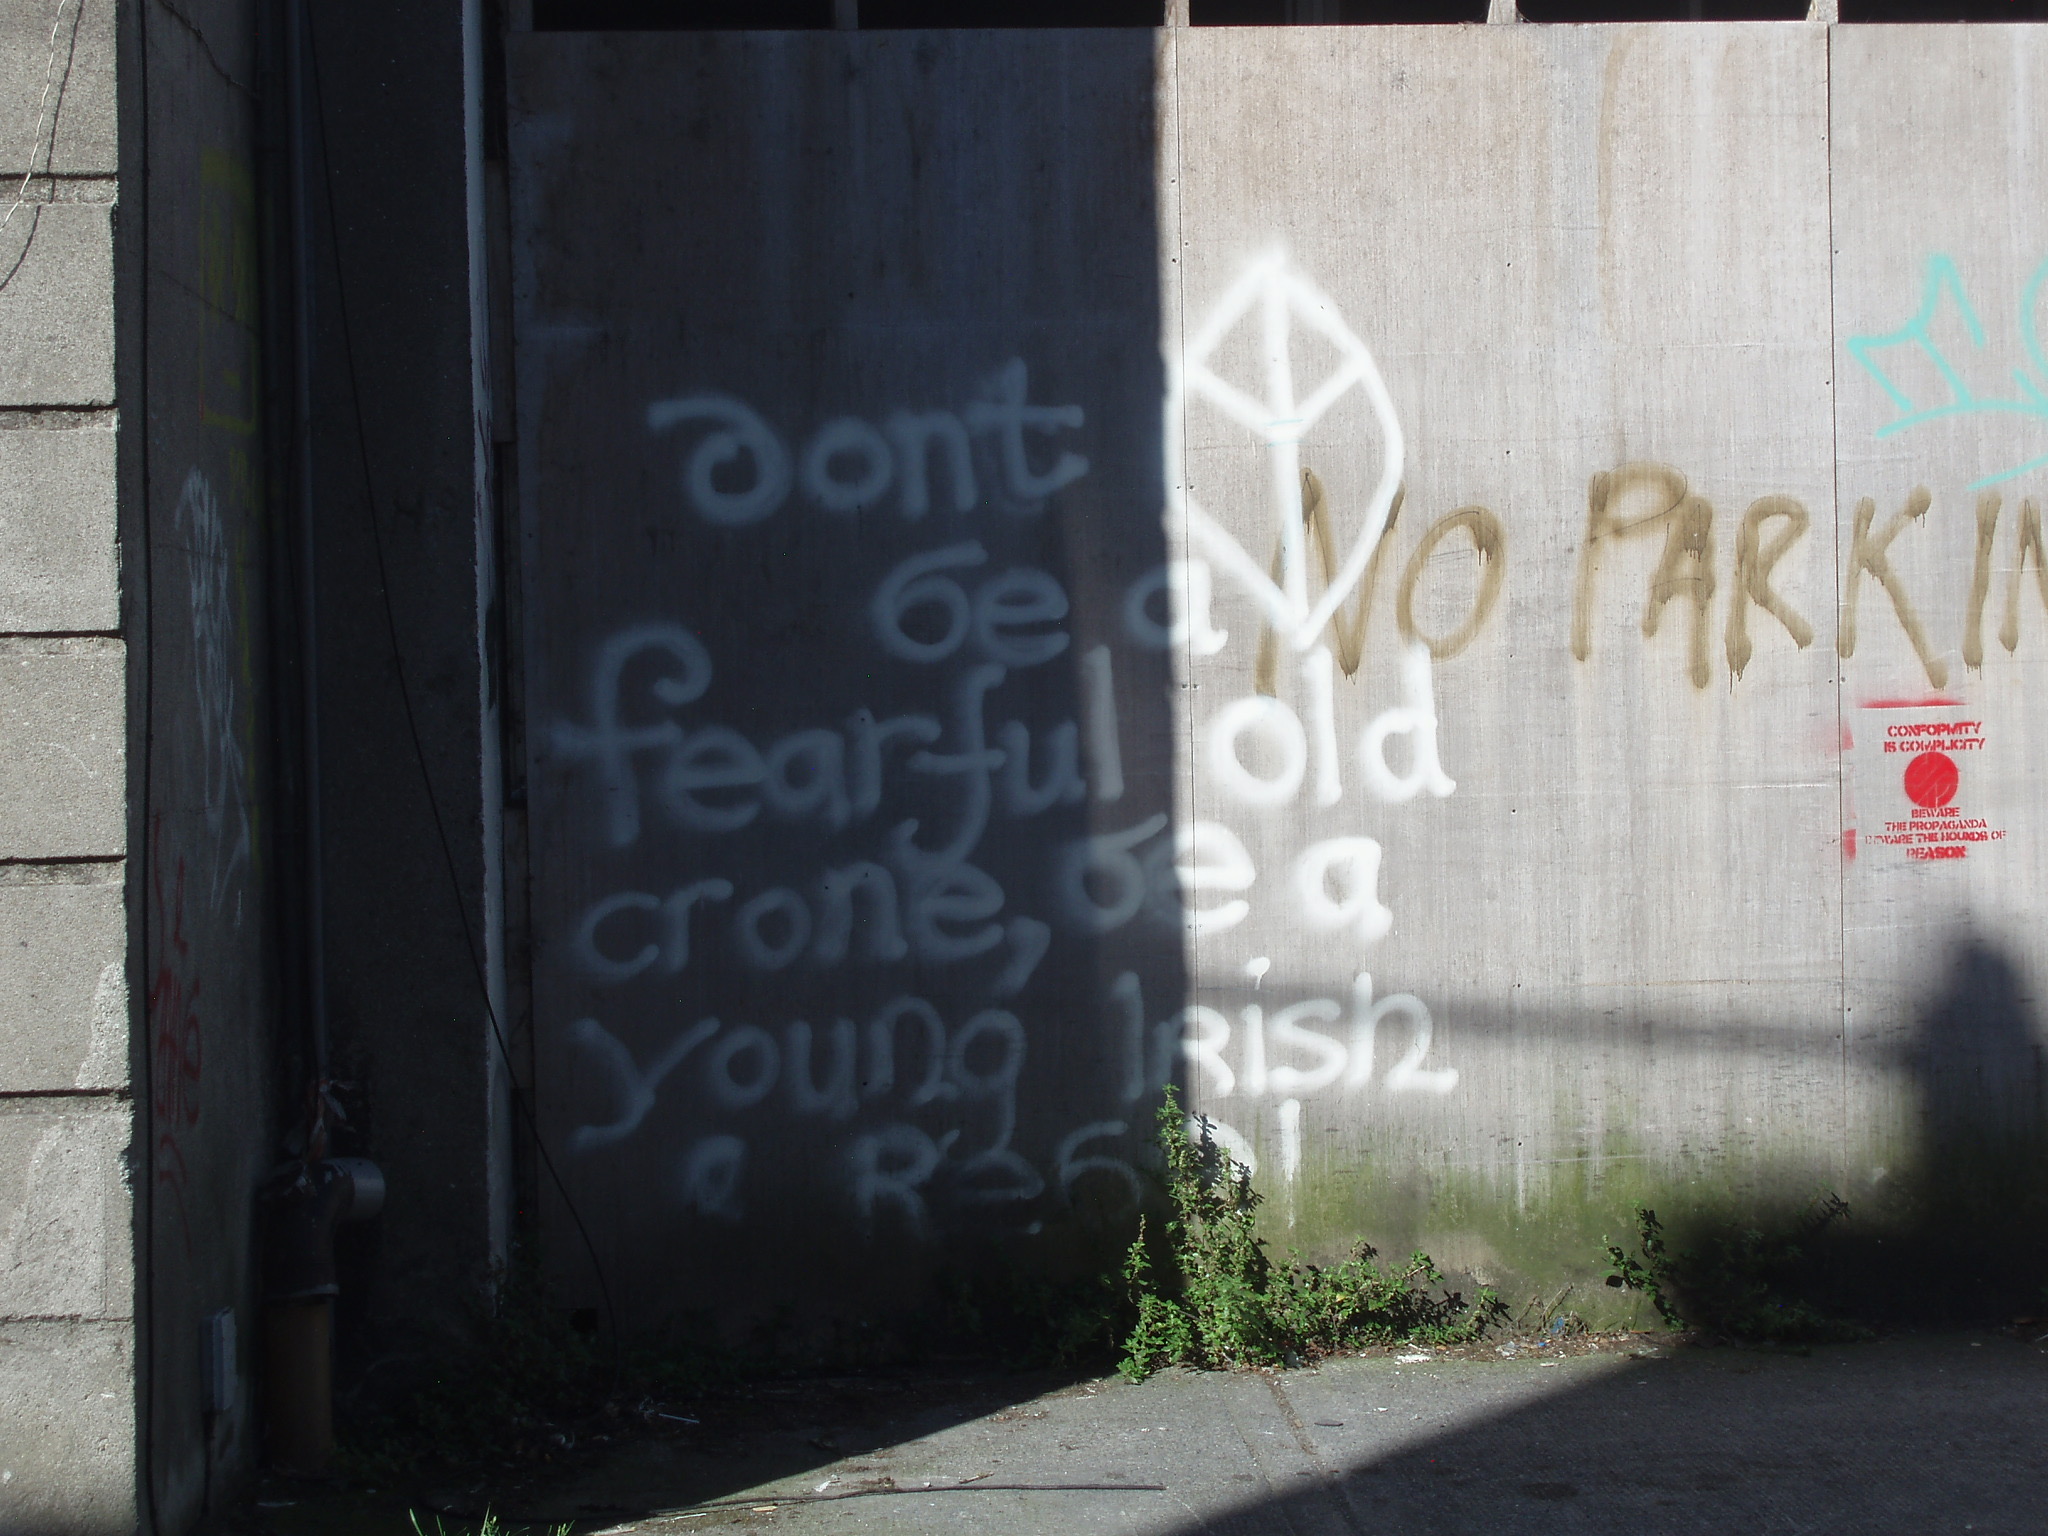 dont
be a
fearful old
crone, be a
young Irish
a Rebel
NO PARKIN
CONFORMITY
IS COMPLICITY
BEWARE
THE PROPAGANDA
BEWARE THE HOUNDS OF
REASON